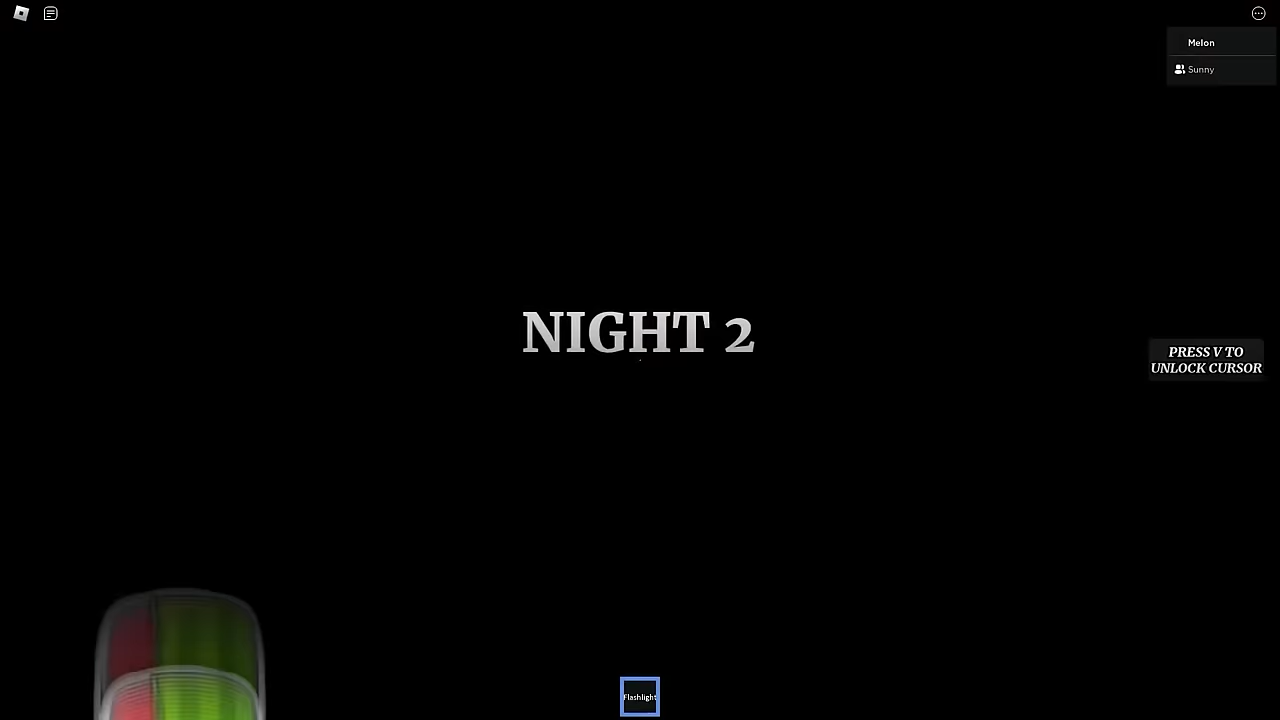 Melon
Sunny
NIGHT 2
PRESS V TO
UNLOCK CURSOR
Flashlight